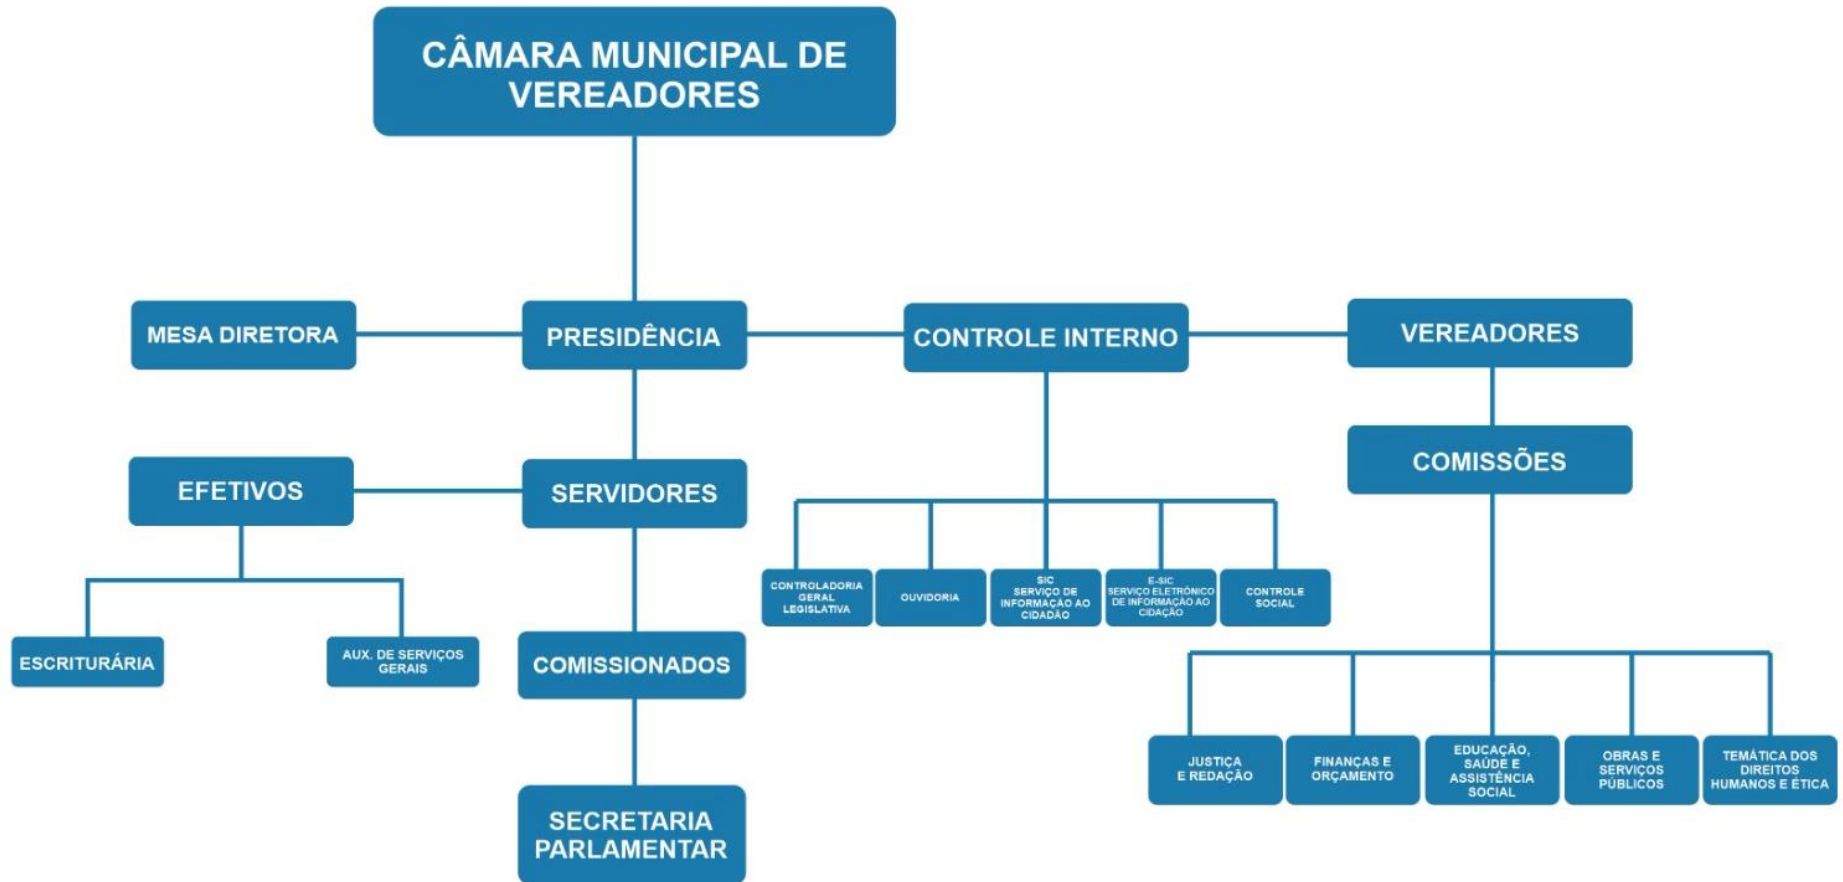 CÂMARA MUNICIPAL DE
VEREADORES
MESA DIRETORA
PRESIDÊNCIA
CONTROLE INTERNO
VEREADORES
EFETIVOS
SERVIDORES
COMISSÕES
CONTROLADORIA
GERAL
LEGISLATIVA
OUVIDORIA
SIC
SERVIÇO DE
INFORMAÇÃO AO
CIDADÃO
E-SIC
SERVIÇO ELETRÔNICO
DE INFORMAÇÃO AO
CIDAÇÃO
CONTROLE
SOCIAL
ESCRITURÁRIA
AUX. DE SERVIÇOS
GERAIS
COMISSIONADOS
JUSTIÇA
E REDAÇÃO
FINANÇAS E
ORÇAMENTO
EDUCAÇÃO,
SAÚDE E
ASSISTÊNCIA
SOCIAL
OBRAS E
SERVIÇOS
PÚBLICOS
TEMÁTICA DOS
DIREITOS
HUMANOS E ÉTICA
SECRETARIA
PARLAMENTAR